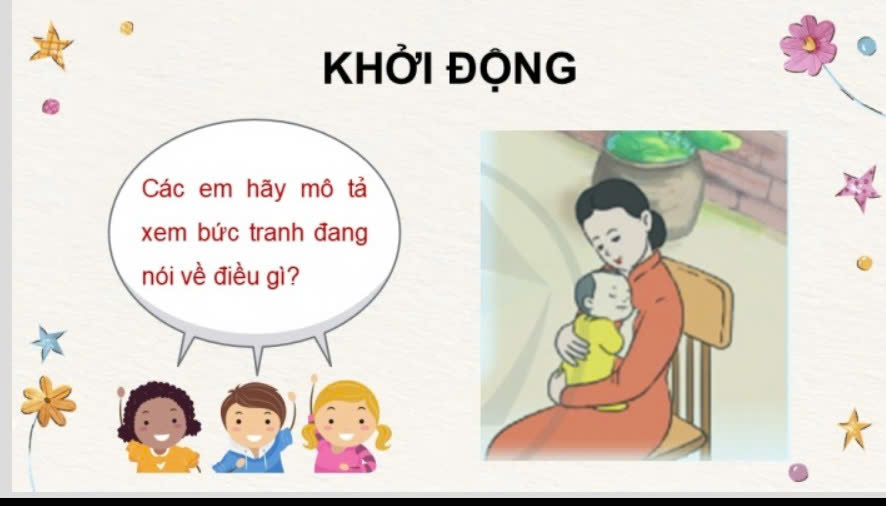 KHỞI ĐỘNG
Các em hãy mô tả
xem bức tranh đang
nói về điều gì?